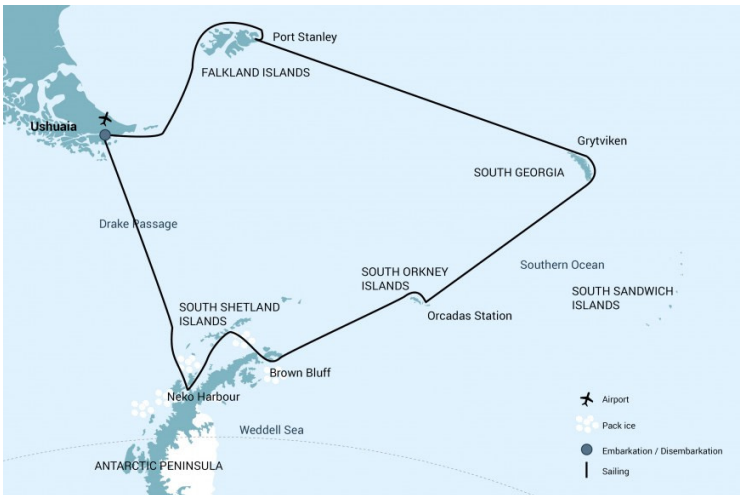 Port Stanley
FALKLAND ISLANDS
Ushuaia
Grytviken
SOUTH GEORGIA
Drake Passage
Southern Ocean
SOUTH ORKNEY
ISLANDS
SOUTH SANDWICH
ISLANDS
SOUTH SHETLAND
ISLANDS
Orcadas Station
Brown Bluff
Neko Harbour
Weddell Sea
ANTARCTIC PENINSULA
Airport
Pack ice
Embarkation / Disembarkation
Sailing